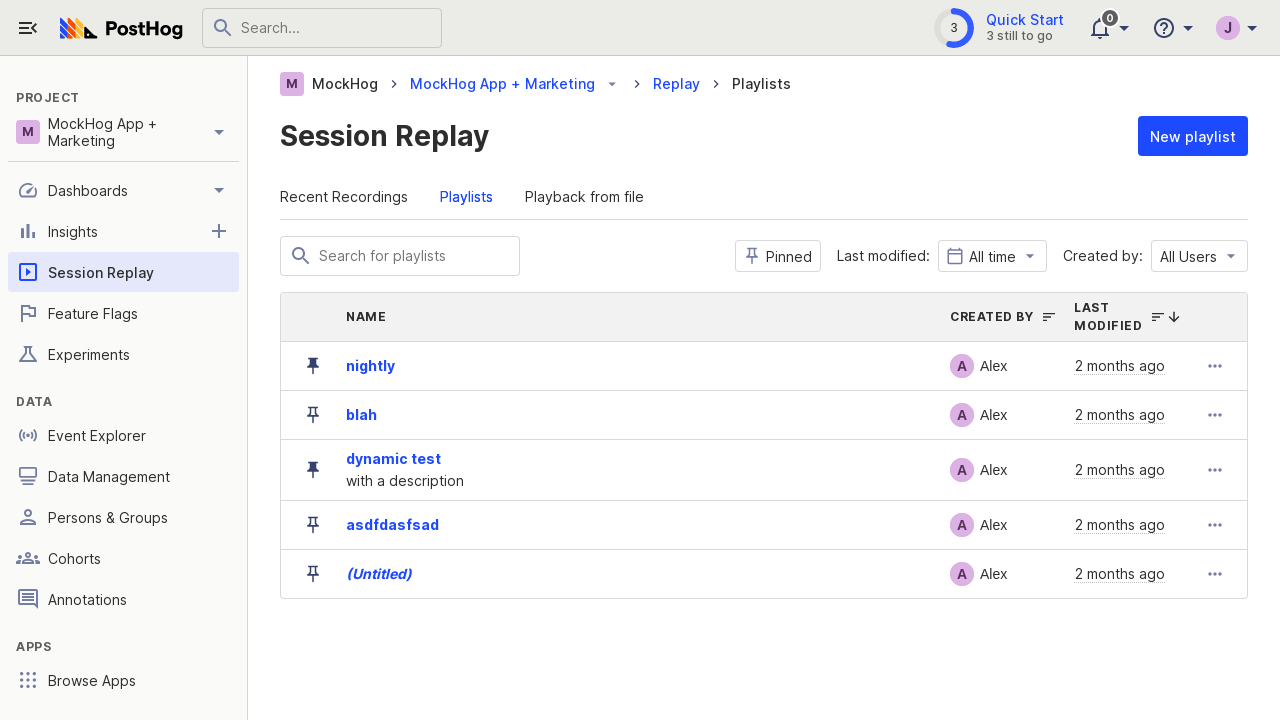 PostHog
Search...
3
Quick Start
3 still to go
0
J
PROJECT
M
MockHog App +
Marketing
Dashboards
Insights
Session Replay
Feature Flags
Experiments
DATA
Event Explorer
Data Management
Persons & Groups
Cohorts
Annotations
APPS
Browse Apps
M MockHog MockHog App + Marketing Replay Playlists
Session Replay
New playlist
Recent Recordings Playlists Playback from file
Search for playlists Pinned Last modified: All time Created by: All Users
NAME CREATED BY LAST
MODIFIED
nightly A Alex 2 months ago
blah A Alex 2 months ago
dynamic test
with a description A Alex 2 months ago
asdfdasfsad A Alex 2 months ago
(Untitled) A Alex 2 months ago